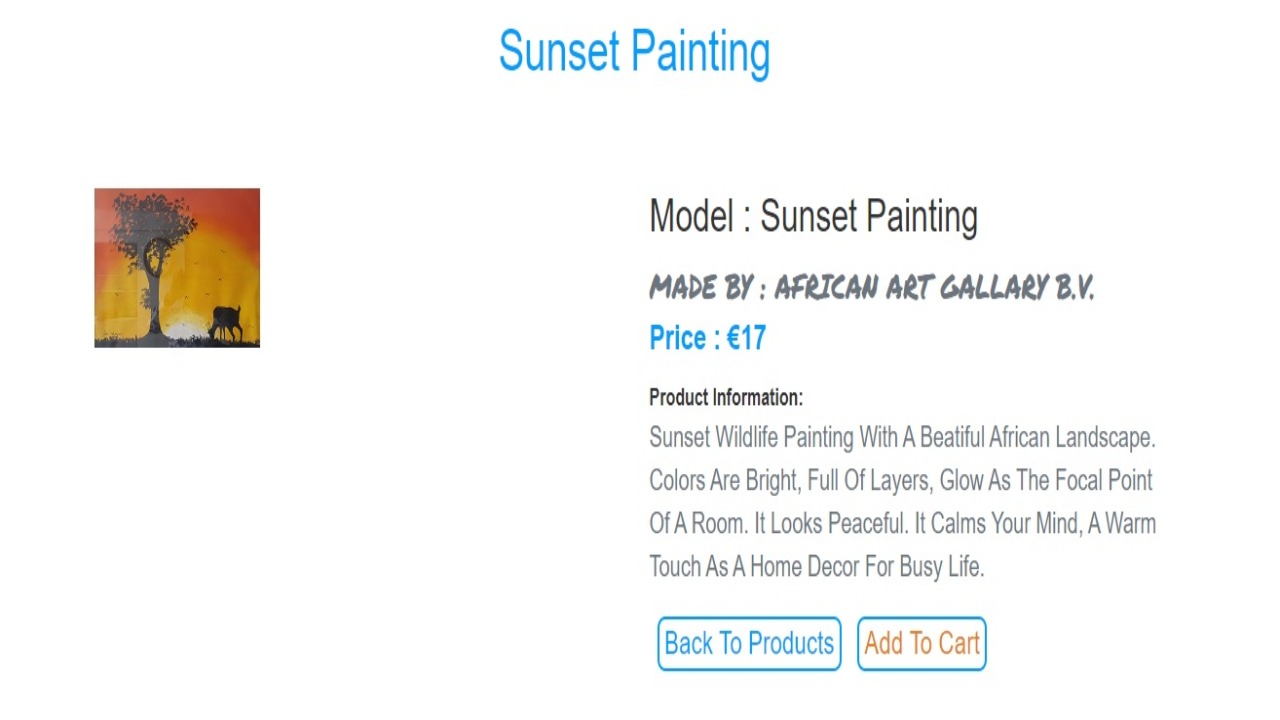 Sunset Painting
Model : Sunset Painting
MADE BY : AFRICAN ART GALLARY B.V.
Price : €17
Product Information:
Sunset Wildlife Painting With A Beatiful African Landscape.
Colors Are Bright, Full Of Layers, Glow As The Focal Point
Of A Room. It Looks Peaceful. It Calms Your Mind, A Warm
Touch As A Home Decor For Busy Life.
Back To Products Add To Cart